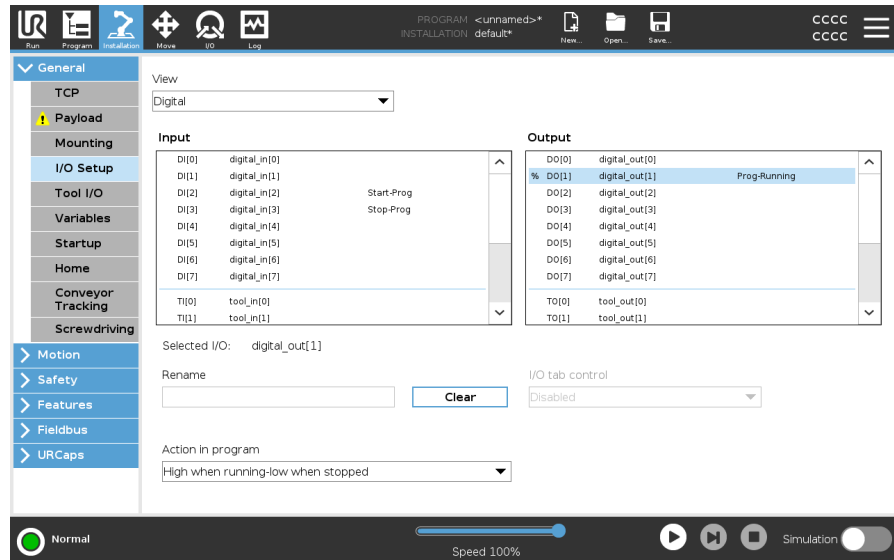 UR
Run
Program
Installation
Move
I/O
Log
PROGRAM <unnamed>*
INSTALLATION default*
New...
Open...
Save...
CCCC
CCCC
General
TCP
Payload
Mounting
I/O Setup
Tool I/O
Variables
Startup
Home
Conveyor
Tracking
Screwdriving
Motion
Safety
Features
Fieldbus
URCaps
View
Digital
Input
DI[0] digital_in[0]
DI[1] digital_in[1]
DI[2] digital_in[2] Start-Prog
DI[3] digital_in[3] Stop-Prog
DI[4] digital_in[4]
DI[5] digital_in[5]
DI[6] digital_in[6]
DI[7] digital_in[7]
TI[0] tool_in[0]
TI[1] tool_in[1]
Output
DO[0] digital_out[0]
% DO[1] digital_out[1] Prog-Running
DO[2] digital_out[2]
DO[3] digital_out[3]
DO[4] digital_out[4]
DO[5] digital_out[5]
DO[6] digital_out[6]
DO[7] digital_out[7]
TO[0] tool_out[0]
TO[1] tool_out[1]
Selected I/O: digital_out[1]
Rename
Clear
I/O tab control
Disabled
Action in program
High when running-low when stopped
Normal
Speed 100%
Simulation